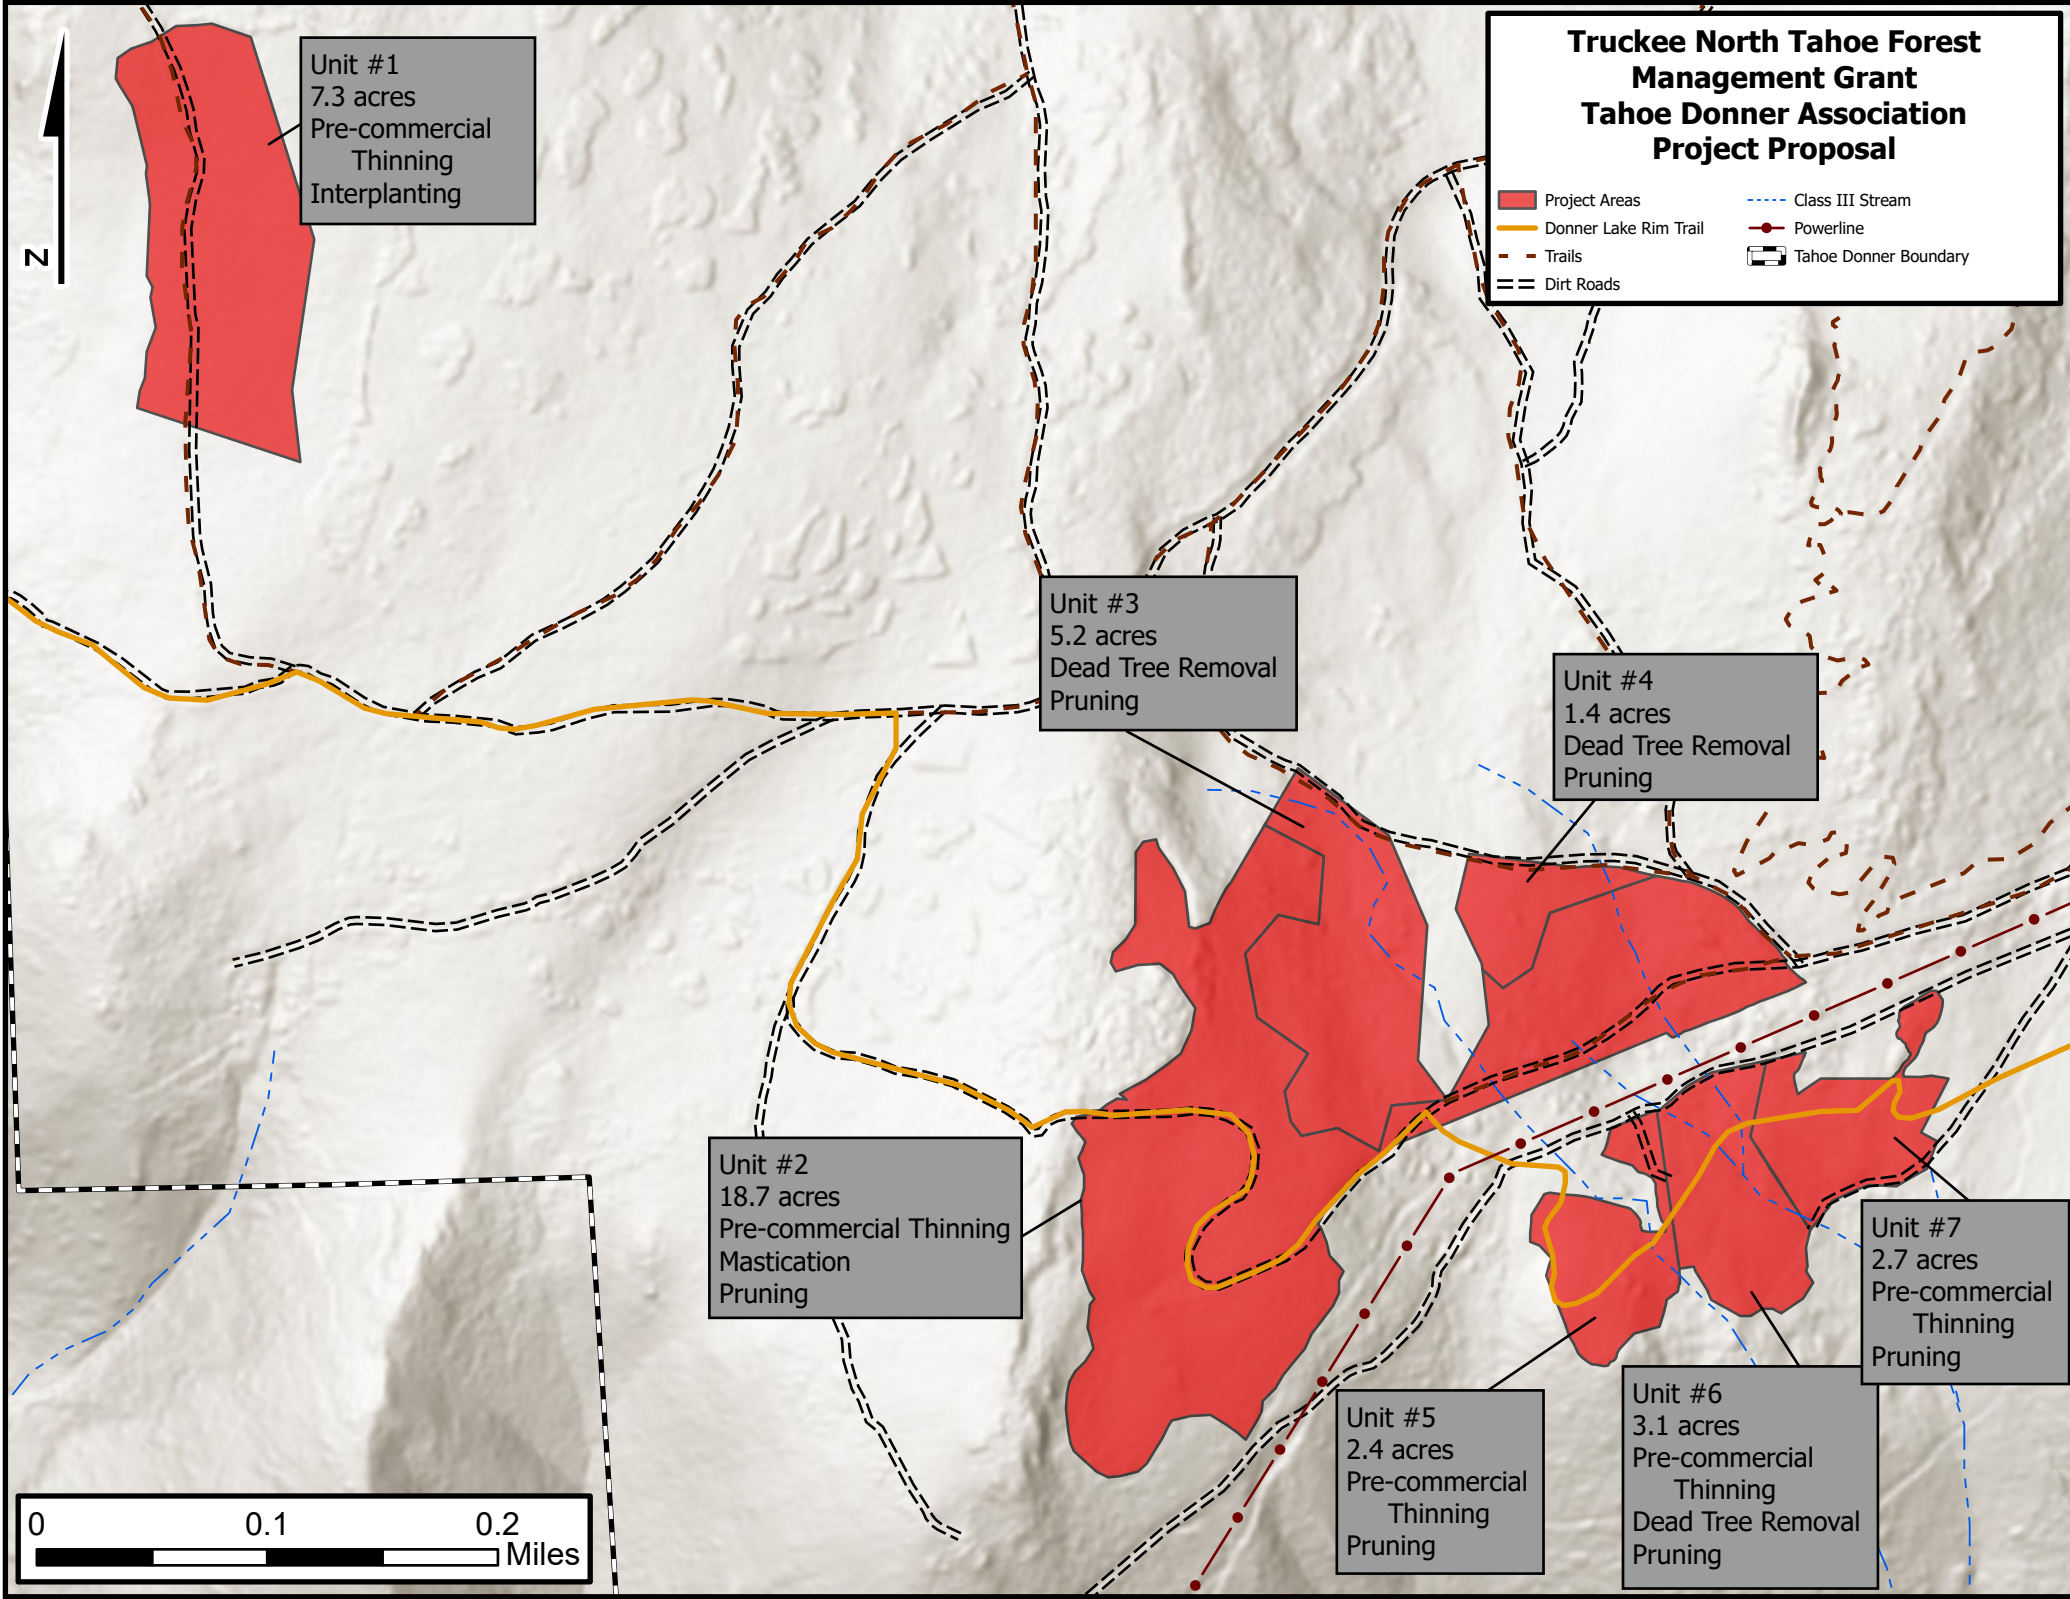 Truckee North Tahoe Forest
Management Grant
Tahoe Donner Association
Project Proposal
Project Areas
Donner Lake Rim Trail
Trails
Dirt Roads
Class III Stream
Powerline
Tahoe Donner Boundary
N
Unit #1
7.3 acres
Pre-commercial
Thinning
Interplanting
Unit #3
5.2 acres
Dead Tree Removal
Pruning
Unit #4
1.4 acres
Dead Tree Removal
Pruning
Unit #2
18.7 acres
Pre-commercial Thinning
Mastication
Pruning
Unit #7
2.7 acres
Pre-commercial
Thinning
Pruning
Unit #5
2.4 acres
Pre-commercial
Thinning
Pruning
Unit #6
3.1 acres
Pre-commercial
Thinning
Dead Tree Removal
Pruning
0 0.1 0.2
Miles